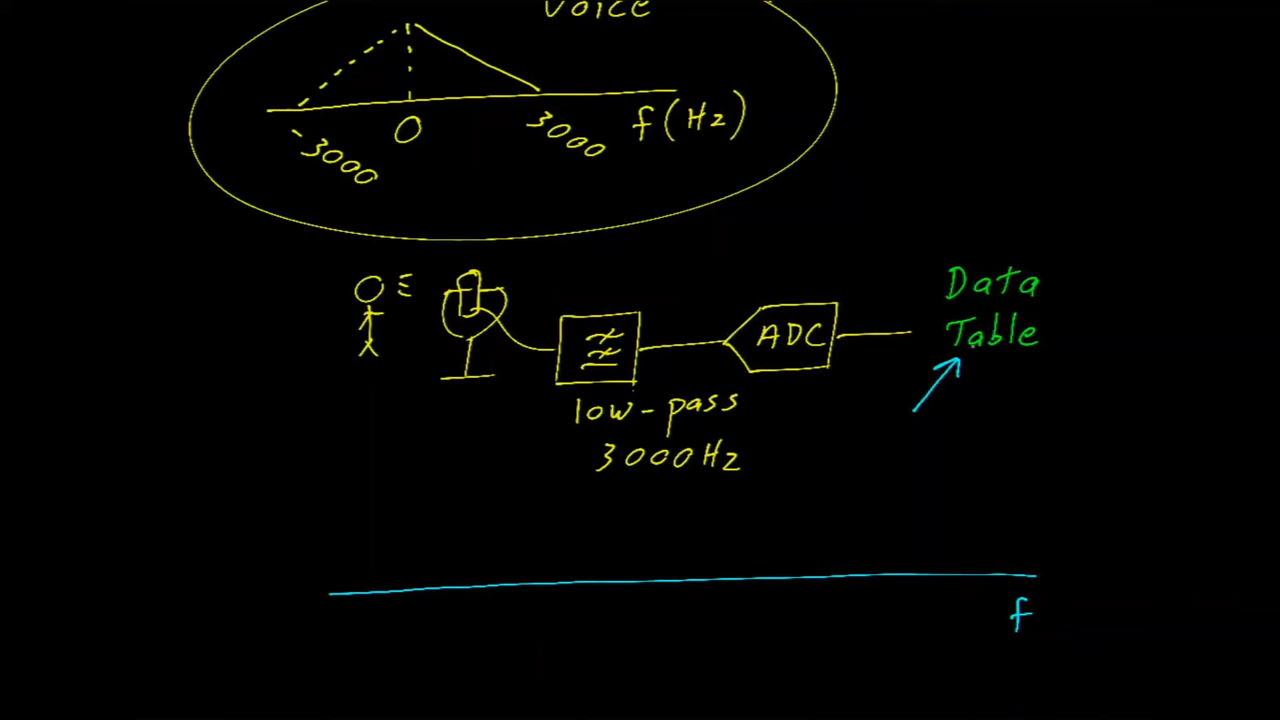 voice
-3000 0 3000 f(Hz)
Data
Table
ADC
low-pass
3000Hz
f